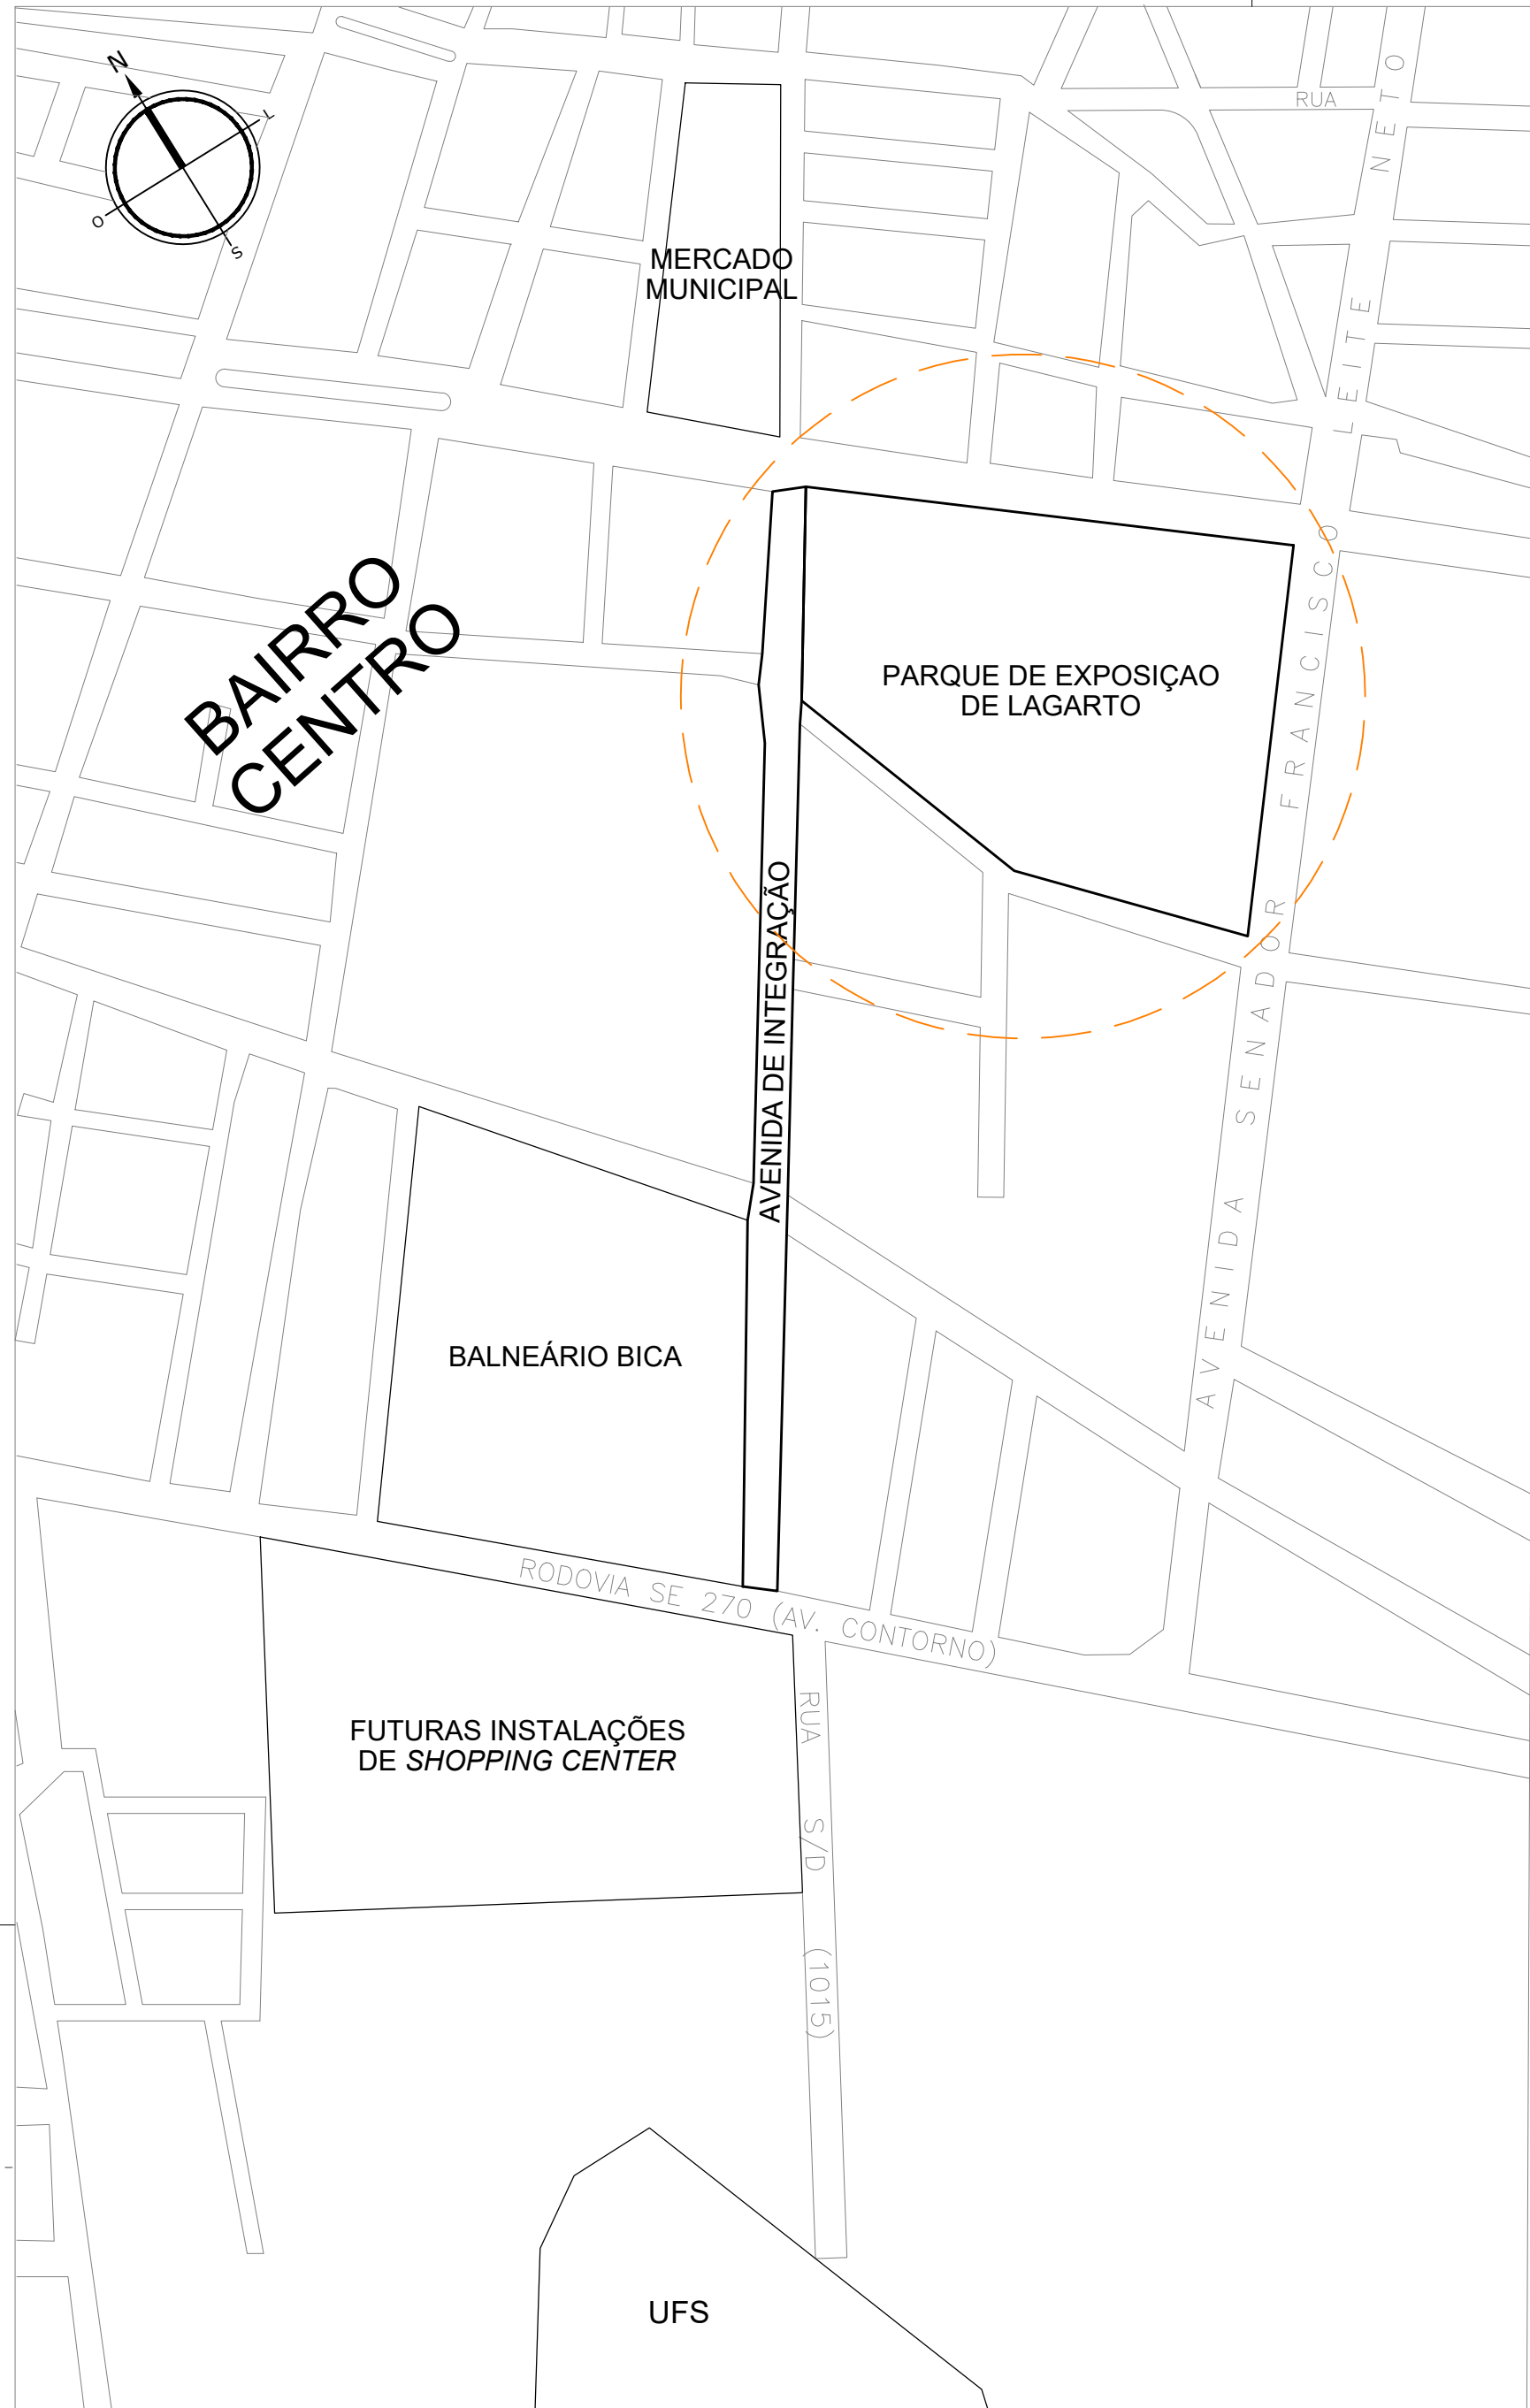 N
L
O
S
RUA
MERCADO
MUNICIPAL
BAIRRO
CENTRO
PARQUE DE EXPOSIÇAO
DE LAGARTO
AVENIDA SENADOR FRANCISCO LEITE NETO
AVENIDA DE INTEGRAÇÃO
BALNEÁRIO BICA
RODOVIA SE 270 (AV. CONTORNO)
FUTURAS INSTALAÇÕES
DE SHOPPING CENTER
RUA S/D (1015)
UFS